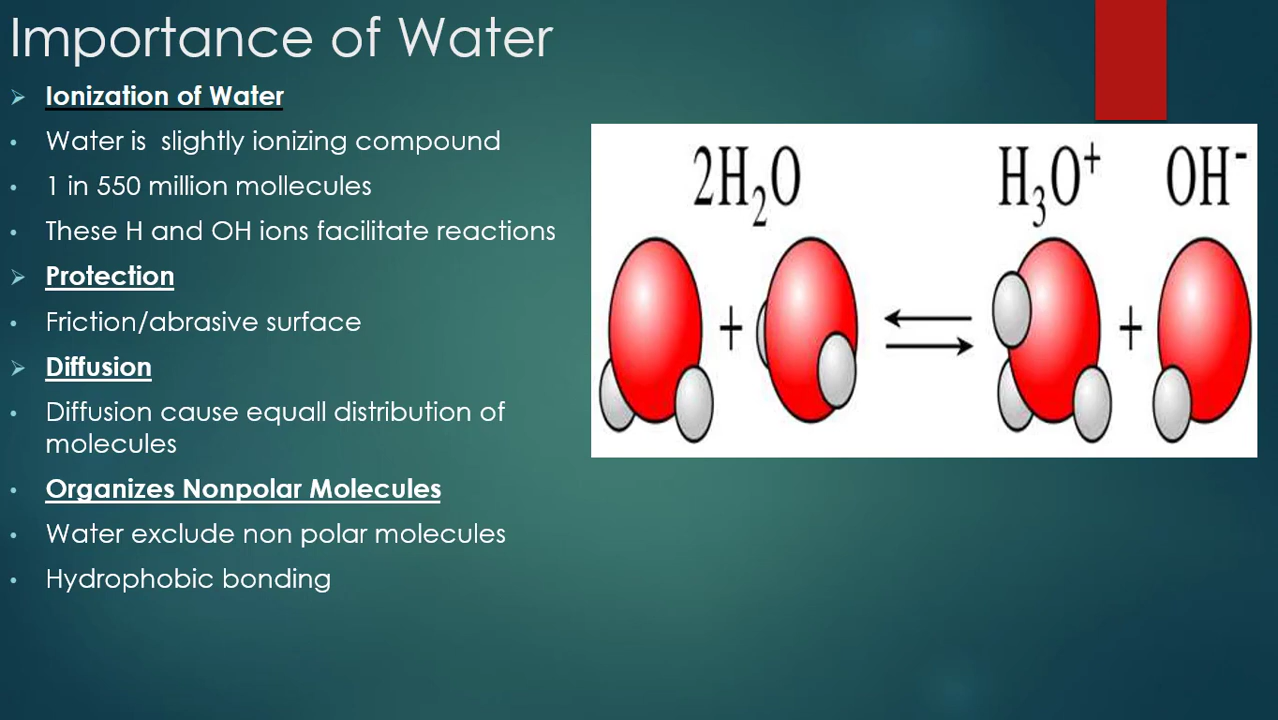 Importance of Water
➢ Ionization of Water
• Water is slightly ionizing compound
• 1 in 550 million mollecules
• These H and OH ions facilitate reactions
➢ Protection
• Friction/abrasive surface
➢ Diffusion
• Diffusion cause equall distribution of
molecules
• Organizes Nonpolar Molecules
• Water exclude non polar molecules
• Hydrophobic bonding
2H₂O H₃O⁺ OH⁻
+ ⇌ +